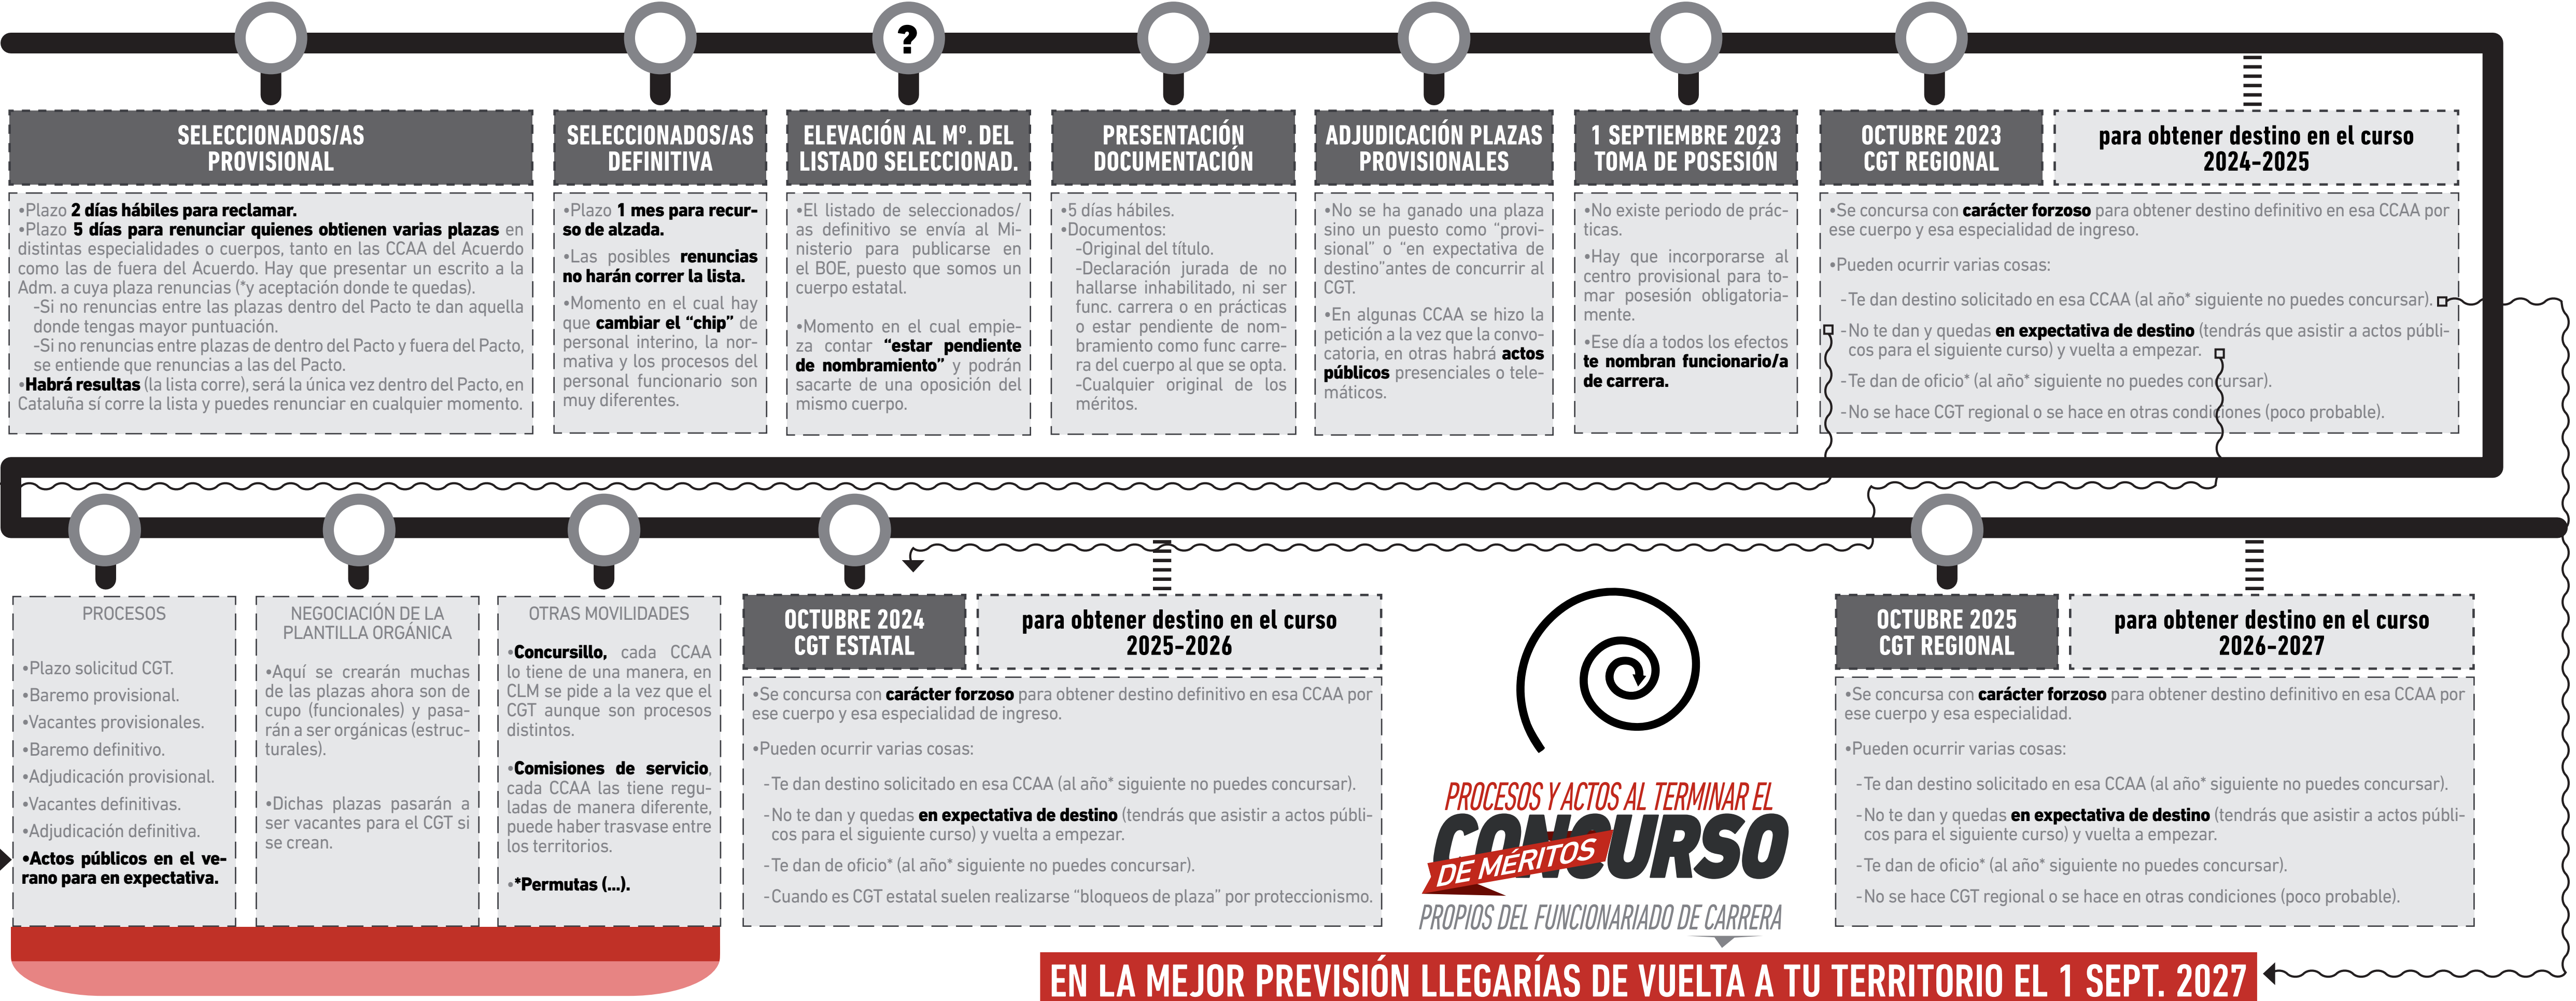 ?
SELECCIONADOS/AS
PROVISIONAL
•Plazo 2 días hábiles para reclamar.
•Plazo 5 días para renunciar quienes obtienen varias plazas en
distintas especialidades o cuerpos, tanto en las CCAA del Acuerdo
como las de fuera del Acuerdo. Hay que presentar un escrito a la
Adm. a cuya plaza renuncias (*y aceptación donde te quedas).
-Si no renuncias entre las plazas dentro del Pacto te dan aquella
donde tengas mayor puntuación.
-Si no renuncias entre plazas de dentro del Pacto y fuera del Pacto,
se entiende que renuncias a las del Pacto.
•Habrá resultas (la lista corre), será la única vez dentro del Pacto, en
Cataluña sí corre la lista y puedes renunciar en cualquier momento.
SELECCIONADOS/AS
DEFINITIVA
•Plazo 1 mes para recur-
so de alzada.
•Las posibles renuncias
no harán correr la lista.
•Momento en el cual hay
que cambiar el “chip” de
personal interino, la nor-
mativa y los procesos del
personal funcionario son
muy diferentes.
ELEVACIÓN AL Mº. DEL
LISTADO SELECCIONAD.
•El listado de seleccionados/
as definitivo se envía al Mi-
nisterio para publicarse en
el BOE, puesto que somos un
cuerpo estatal.
•Momento en el cual empie-
za contar “estar pendiente
de nombramiento” y podrán
sacarte de una oposición del
mismo cuerpo.
PRESENTACIÓN
DOCUMENTACIÓN
•5 días hábiles.
•Documentos:
-Original del título.
-Declaración jurada de no
hallarse inhabilitado, ni ser
func. carrera o en prácticas
o estar pendiente de nom-
bramiento como func carre-
ra del cuerpo al que se opta.
-Cualquier original de los
méritos.
ADJUDICACIÓN PLAZAS
PROVISIONALES
•No se ha ganado una plaza
sino un puesto como “provi-
sional” o “en expectativa de
destino”antes de concurrir al
CGT.
•En algunas CCAA se hizo la
petición a la vez que la convo-
catoria, en otras habrá actos
públicos presenciales o tele-
máticos.
1 SEPTIEMBRE 2023
TOMA DE POSESIÓN
•No existe periodo de prác-
ticas.
•Hay que incorporarse al
centro provisional para to-
mar posesión obligatoria-
mente.
•Ese día a todos los efectos
te nombran funcionario/a
de carrera.
OCTUBRE 2023
CGT REGIONAL
para obtener destino en el curso
2024-2025
•Se concursa con carácter forzoso para obtener destino definitivo en esa CCAA por
ese cuerpo y esa especialidad de ingreso.
•Pueden ocurrir varias cosas:
-Te dan destino solicitado en esa CCAA (al año* siguiente no puedes concursar).
-No te dan y quedas en expectativa de destino (tendrás que asistir a actos públi-
cos para el siguiente curso) y vuelta a empezar.
-Te dan de oficio* (al año* siguiente no puedes concursar).
-No se hace CGT regional o se hace en otras condiciones (poco probable).
PROCESOS
•Plazo solicitud CGT.
•Baremo provisional.
•Vacantes provisionales.
•Baremo definitivo.
•Adjudicación provisional.
•Vacantes definitivas.
•Adjudicación definitiva.
•Actos públicos en el ve-
rano para en expectativa.
NEGOCIACIÓN DE LA
PLANTILLA ORGÁNICA
•Aquí se crearán muchas
de las plazas ahora son de
cupo (funcionales) y pasa-
rán a ser orgánicas (estruc-
turales).
•Dichas plazas pasarán a
ser vacantes para el CGT si
se crean.
OTRAS MOVILIDADES
•Concursillo, cada CCAA
lo tiene de una manera, en
CLM se pide a la vez que el
CGT aunque son procesos
distintos.
•Comisiones de servicio,
cada CCAA las tiene regu-
ladas de manera diferente,
puede haber trasvase entre
los territorios.
•*Permutas (...).
OCTUBRE 2024
CGT ESTATAL
para obtener destino en el curso
2025-2026
•Se concursa con carácter forzoso para obtener destino definitivo en esa CCAA por
ese cuerpo y esa especialidad de ingreso.
•Pueden ocurrir varias cosas:
-Te dan destino solicitado en esa CCAA (al año* siguiente no puedes concursar).
-No te dan y quedas en expectativa de destino (tendrás que asistir a actos públi-
cos para el siguiente curso) y vuelta a empezar.
-Te dan de oficio* (al año* siguiente no puedes concursar).
-Cuando es CGT estatal suelen realizarse “bloqueos de plaza” por proteccionismo.
PROCESOS Y ACTOS AL TERMINAR EL
CONCURSO
DE MÉRITOS
PROPIOS DEL FUNCIONARIADO DE CARRERA
OCTUBRE 2025
CGT REGIONAL
para obtener destino en el curso
2026-2027
•Se concursa con carácter forzoso para obtener destino definitivo en esa CCAA por
ese cuerpo y esa especialidad.
•Pueden ocurrir varias cosas:
-Te dan destino solicitado en esa CCAA (al año* siguiente no puedes concursar).
-No te dan y quedas en expectativa de destino (tendrás que asistir a actos públi-
cos para el siguiente curso) y vuelta a empezar.
-Te dan de oficio* (al año* siguiente no puedes concursar).
-No se hace CGT regional o se hace en otras condiciones (poco probable).
EN LA MEJOR PREVISIÓN LLEGARÍAS DE VUELTA A TU TERRITORIO EL 1 SEPT. 2027